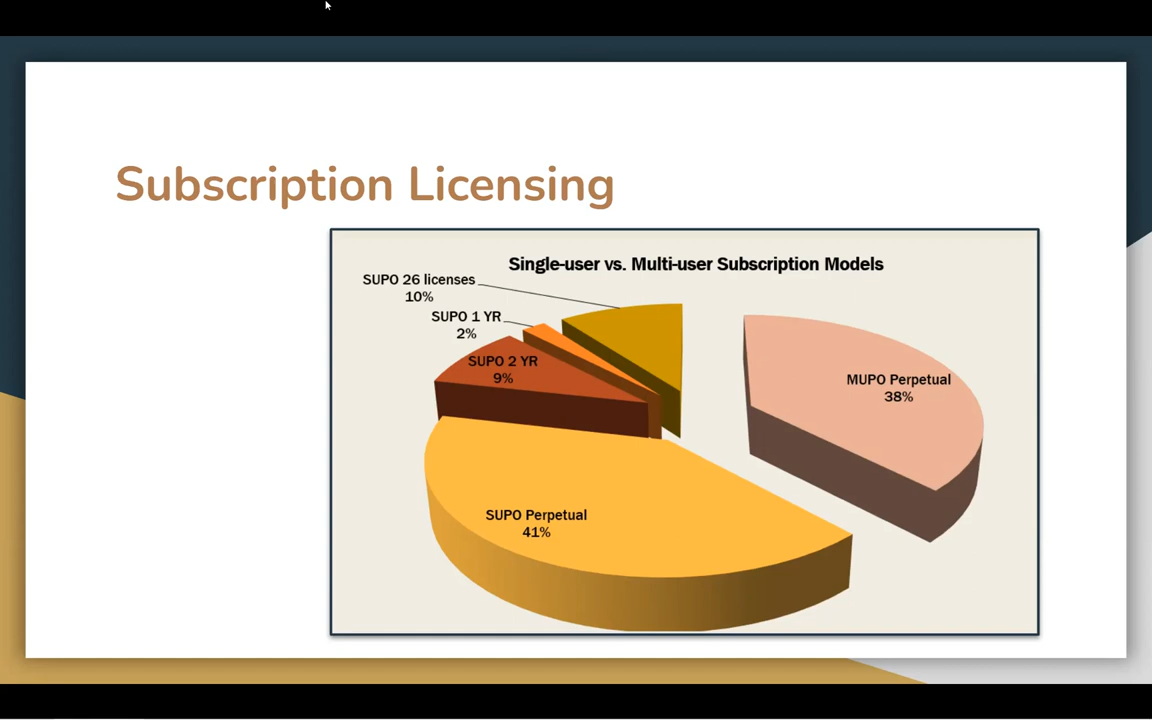 Subscription Licensing
Single-user vs. Multi-user Subscription Models
SUPO 26 licenses
10%
SUPO 1 YR
2%
SUPO 2 YR
9%
MUPO Perpetual
38%
SUPO Perpetual
41%